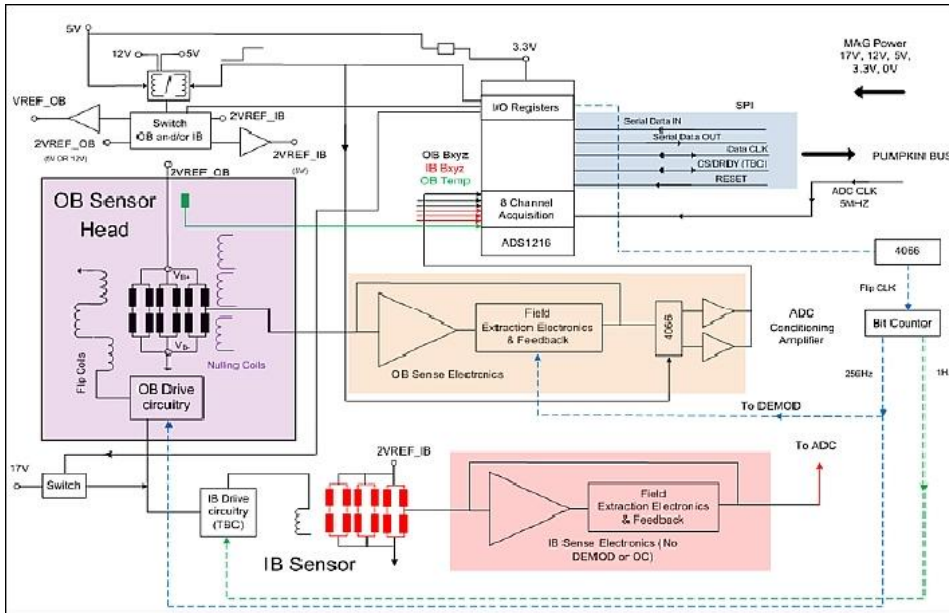 5V
12V
5V
3.3V
MAG Power
17V, 12V, 5V,
3.3V, 0V
VREF_OB
Switch
OB and/or IB
2VREF_IB
2VREF_OB
(5V OR 12V)
2VREF_IB
(5V)
2VREF_OB
I/O Registers
SPI
Serial Data IN
Serial Data OUT
Data CLK
CS/DRDY (TBC)
RESET
PUMPKIN BUS
OB Bxyz
IB Bxyz
OB Temp
8 Channel
Acquisition
ADS1216
ADC CLK
5MHZ
OB Sensor
Head
VB+
VB-
Flip Coils
Nulling Coils
OB Drive
circuitry
Field
Extraction Electronics
& Feedback
OB Sense Electronics
4066
ADC
Conditioning
Amplifier
4066
Flip CLK
Bit Counter
256Hz
1H
To DEMOD
17V
Switch
IB Drive
circuitry
(TBC)
2VREF_IB
IB Sensor
Field
Extraction Electronics
& Feedback
IB Sense Electronics (No
DEMOD or OC)
To ADC